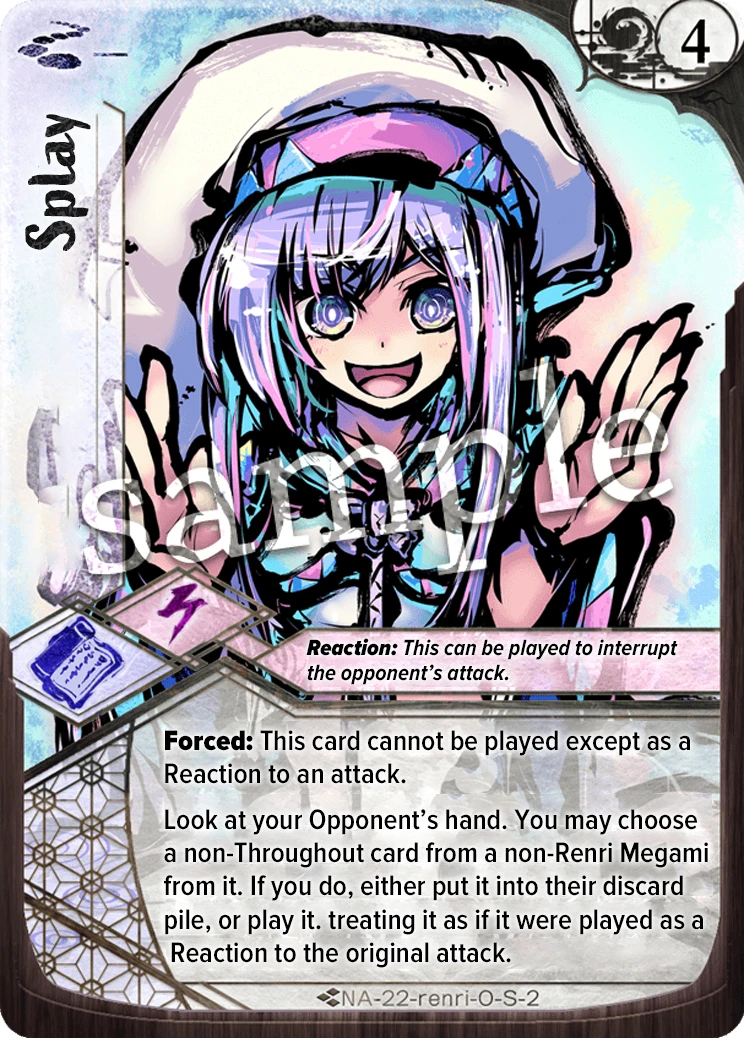 4
Splay
sample
Reaction: This can be played to interrupt
the opponent's attack.
Forced: This card cannot be played except as a
Reaction to an attack.
Look at your Opponent's hand. You may choose
a non-Throughout card from a non-Renri Megami
from it. If you do, either put it into their discard
pile, or play it. treating it as if it were played as a
Reaction to the original attack.
NA-22-renri-O-S-2